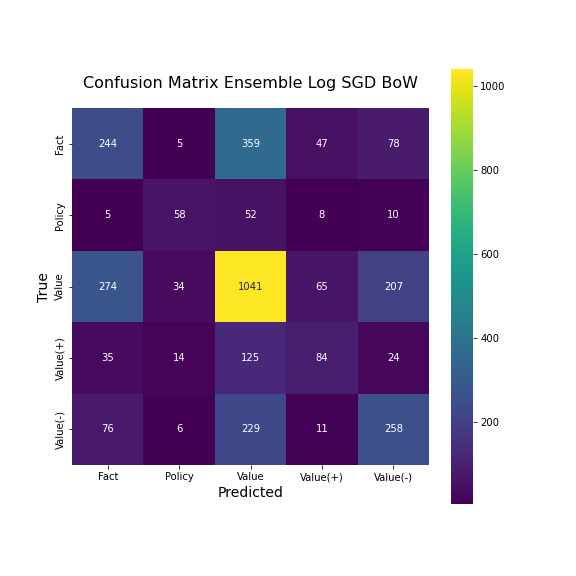 Confusion Matrix Ensemble Log SGD BoW
Fact 244 5 359 47 78
Policy 5 58 52 8 10
Value 274 34 1041 65 207
Value(+) 35 14 125 84 24
Value(-) 76 6 229 11 258
True
Fact Policy Value Value(+) Value(-)
Predicted
1000
800
600
400
200